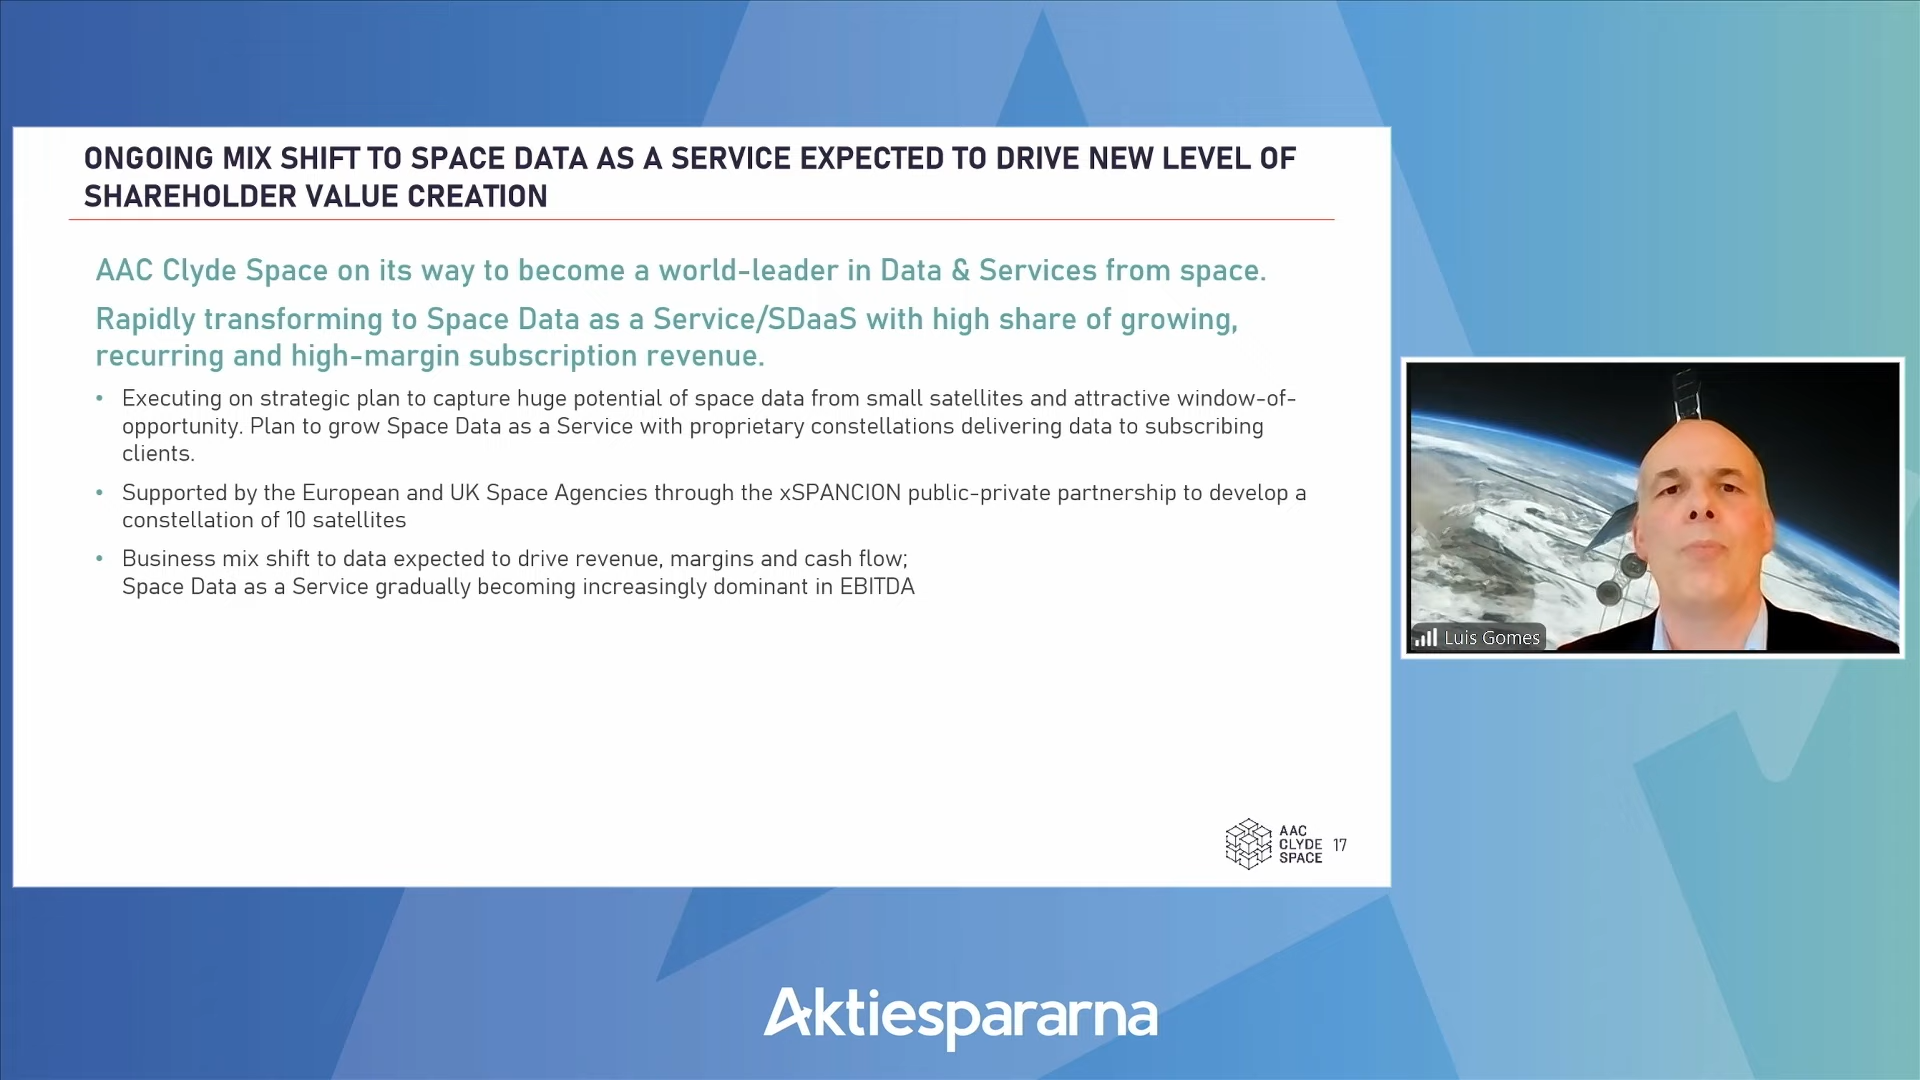 ONGOING MIX SHIFT TO SPACE DATA AS A SERVICE EXPECTED TO DRIVE NEW LEVEL OF
SHAREHOLDER VALUE CREATION
AAC Clyde Space on its way to become a world-leader in Data & Services from space.
Rapidly transforming to Space Data as a Service/SDaaS with high share of growing,
recurring and high-margin subscription revenue.
• Executing on strategic plan to capture huge potential of space data from small satellites and attractive window-of-
opportunity. Plan to grow Space Data as a Service with proprietary constellations delivering data to subscribing
clients.
• Supported by the European and UK Space Agencies through the xSPANCION public-private partnership to develop a
constellation of 10 satellites
• Business mix shift to data expected to drive revenue, margins and cash flow;
Space Data as a Service gradually becoming increasingly dominant in EBITDA
Luis Gomes
AAC
CLYDE
SPACE
17
Aktiespararna